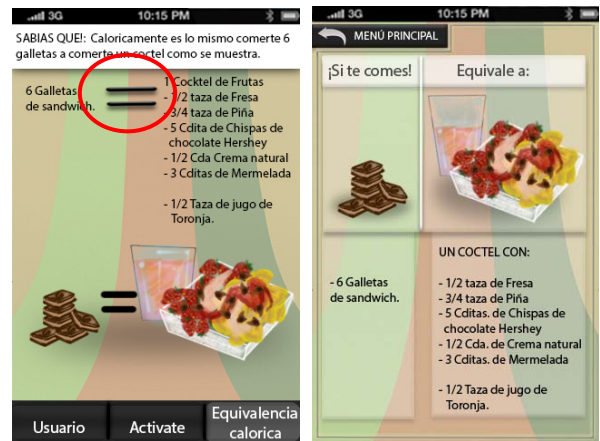 3G
10:15 PM
SABIAS QUE!: Caloricamente es lo mismo comerte 6
galletas a comerte un coctel como se muestra.
6 Galletas
de sandwich.
1 Cocktel de Frutas
- 1/2 taza de Fresa
- 3/4 taza de Piña
- 5 Cdita de Chispas de
chocolate Hershey
- 1/2 Cda Crema natural
- 3 Cditas de Mermelada
- 1/2 Taza de jugo de
Toronja.
Usuario
Activate
Equivalencia
calorica
3G
10:15 PM
MENÚ PRINCIPAL
¡Si te comes!
Equivale a:
- 6 Galletas
de sandwich.
UN COCTEL CON:
- 1/2 taza de Fresa
- 3/4 taza de Piña
- 5 Cditas. de Chispas de
chocolate Hershey
- 1/2 Cda. de Crema natural
- 3 Cditas. de Mermelada
- 1/2 Taza de jugo de
Toronja.